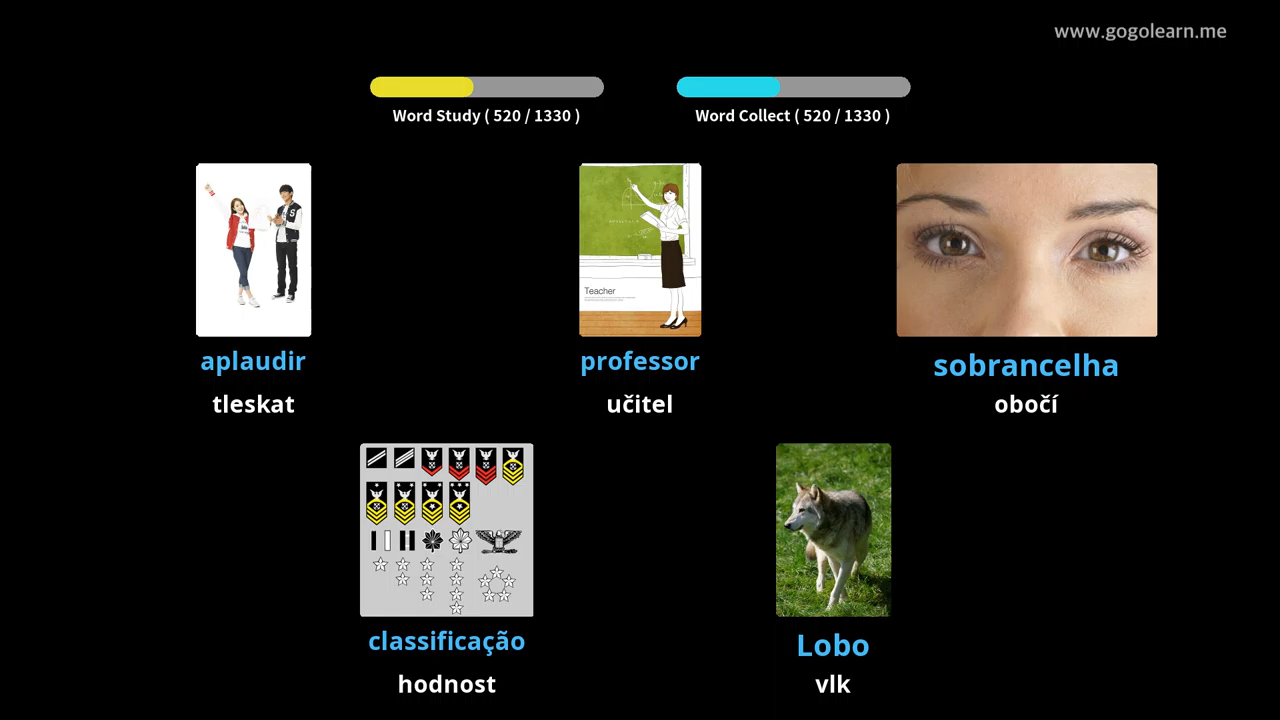 www.gogolearn.me
Word Study ( 520 / 1330 )
Word Collect ( 520 / 1330 )
Teacher
aplaudir
professor
sobrancelha
tleskat
učitel
obočí
classificação
Lobo
hodnost
vlk